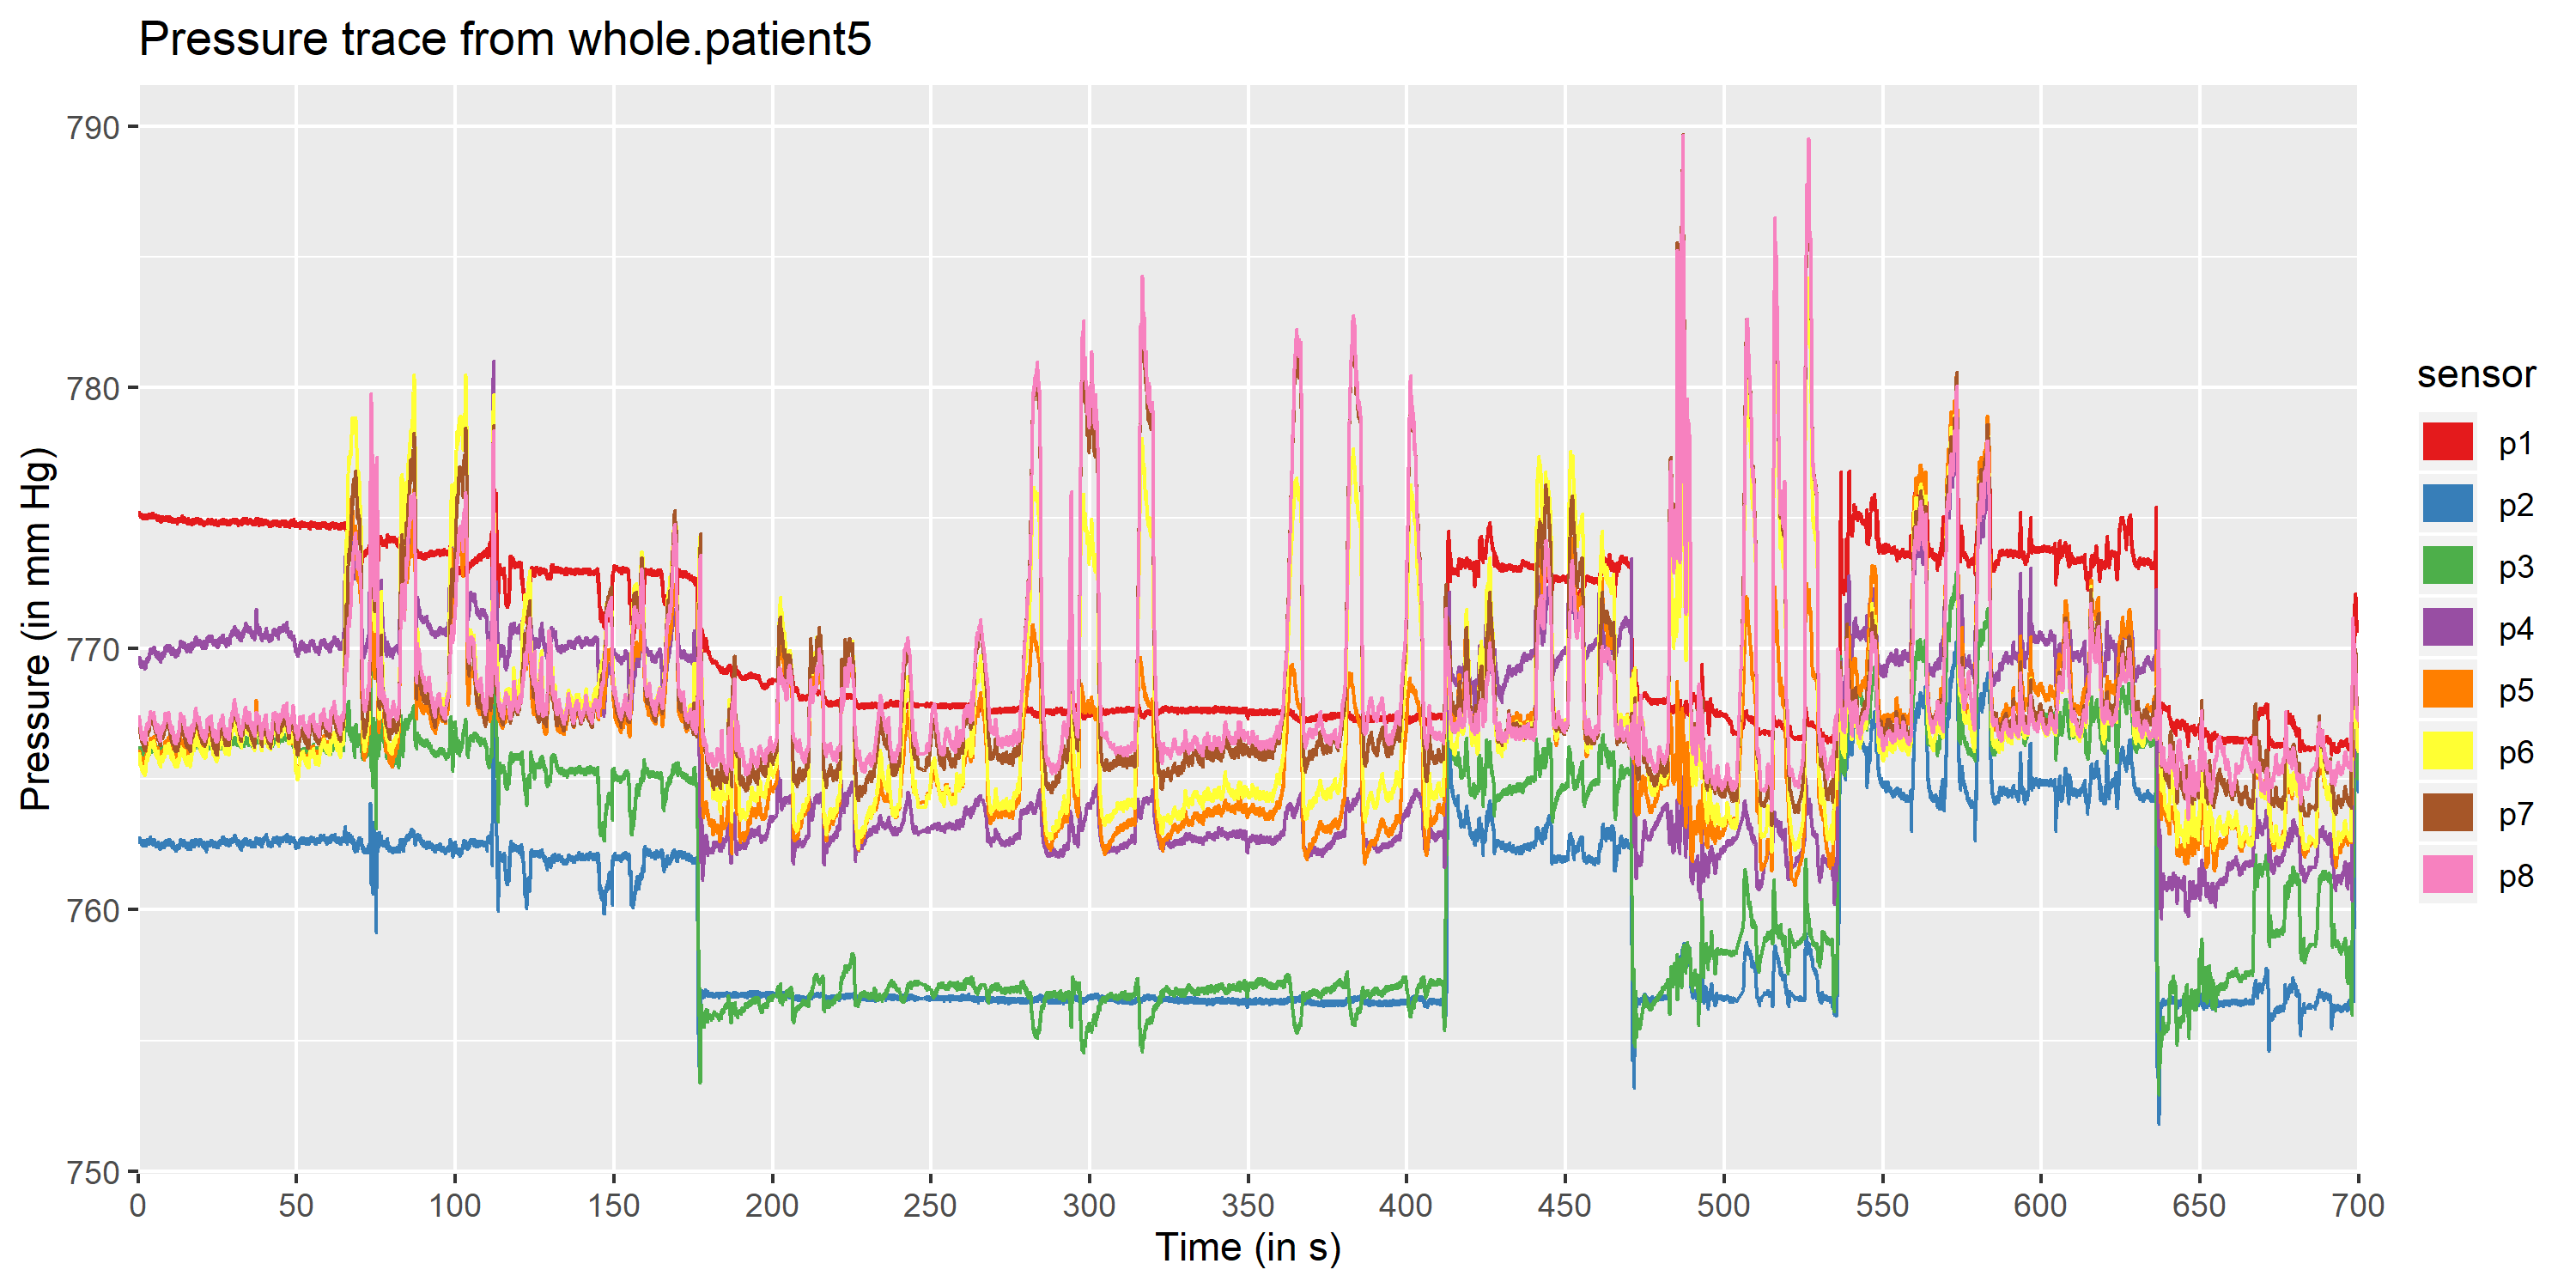 Pressure trace from whole.patient5
Pressure (in mm Hg)
790
780
770
760
750
0 50 100 150 200 250 300 350 400 450 500 550 600 650 700
Time (in s)
sensor
p1
p2
p3
p4
p5
p6
p7
p8